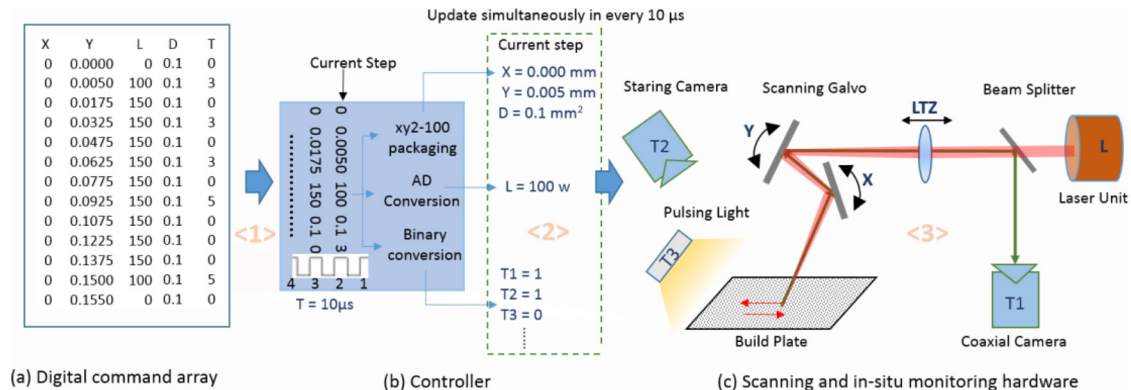 Update simultaneously in every 10 µs
X Y L D T
0 0.0000 0 0.1 0
0 0.0050 100 0.1 3
0 0.0175 150 0.1 0
0 0.0325 150 0.1 3
0 0.0475 150 0.1 0
0 0.0625 150 0.1 3
0 0.0775 150 0.1 0
0 0.0925 150 0.1 5
0 0.1075 150 0.1 0
0 0.1225 150 0.1 0
0 0.1375 150 0.1 0
0 0.1500 100 0.1 5
0 0.1550 0 0.1 0
<1>
(a) Digital command array
Current Step
0 0.0050 100 0.1 3
0 0.0175 150 0.1 0
4 3 2 1
T = 10µs
xy2-100
packaging
AD
Conversion
Binary
conversion
(b) Controller
Current step
X = 0.000 mm
Y = 0.005 mm
D = 0.1 mm²
L = 100 w
<2>
T1 = 1
T2 = 1
T3 = 0
Staring Camera
T2
Pulsing Light
T3
Scanning Galvo
Y
X
LTZ
Beam Splitter
L
Laser Unit
<3>
T1
Coaxial Camera
Build Plate
(c) Scanning and in-situ monitoring hardware